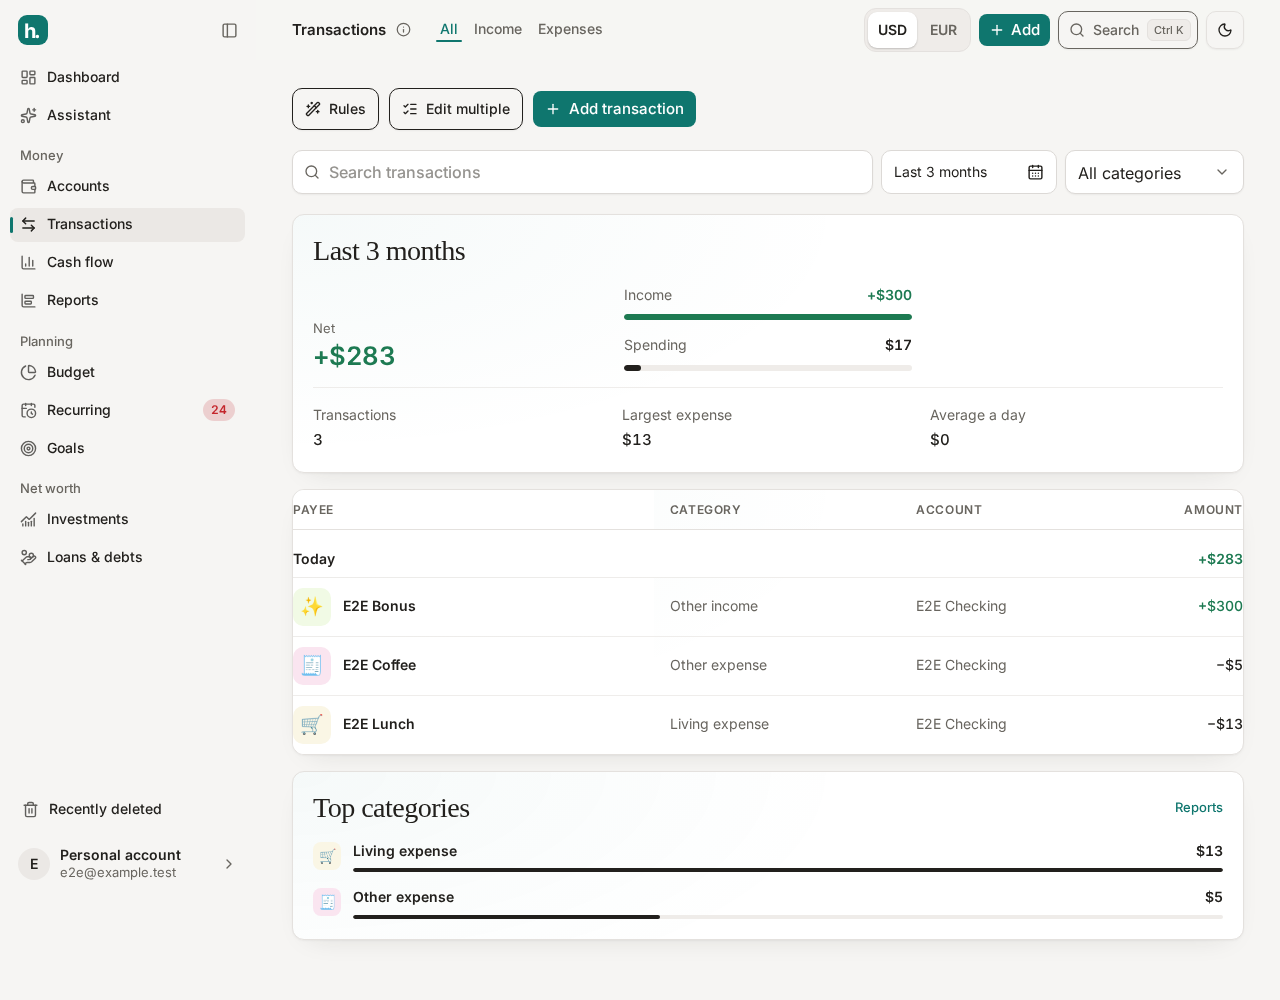 h.
Dashboard
Assistant
Money
Accounts
Transactions
Cash flow
Reports
Planning
Budget
Recurring 24
Goals
Net worth
Investments
Loans & debts
Recently deleted
E
Personal account
e2e@example.test
Transactions All Income Expenses USD EUR Add Search Ctrl K
Rules Edit multiple Add transaction
Search transactions Last 3 months All categories
Last 3 months
Net
+$283
Income +$300
Spending $17
Transactions
3
Largest expense
$13
Average a day
$0
PAYEE CATEGORY ACCOUNT AMOUNT
Today +$283
E2E Bonus Other income E2E Checking +$300
E2E Coffee Other expense E2E Checking −$5
E2E Lunch Living expense E2E Checking −$13
Top categories Reports
Living expense $13
Other expense $5